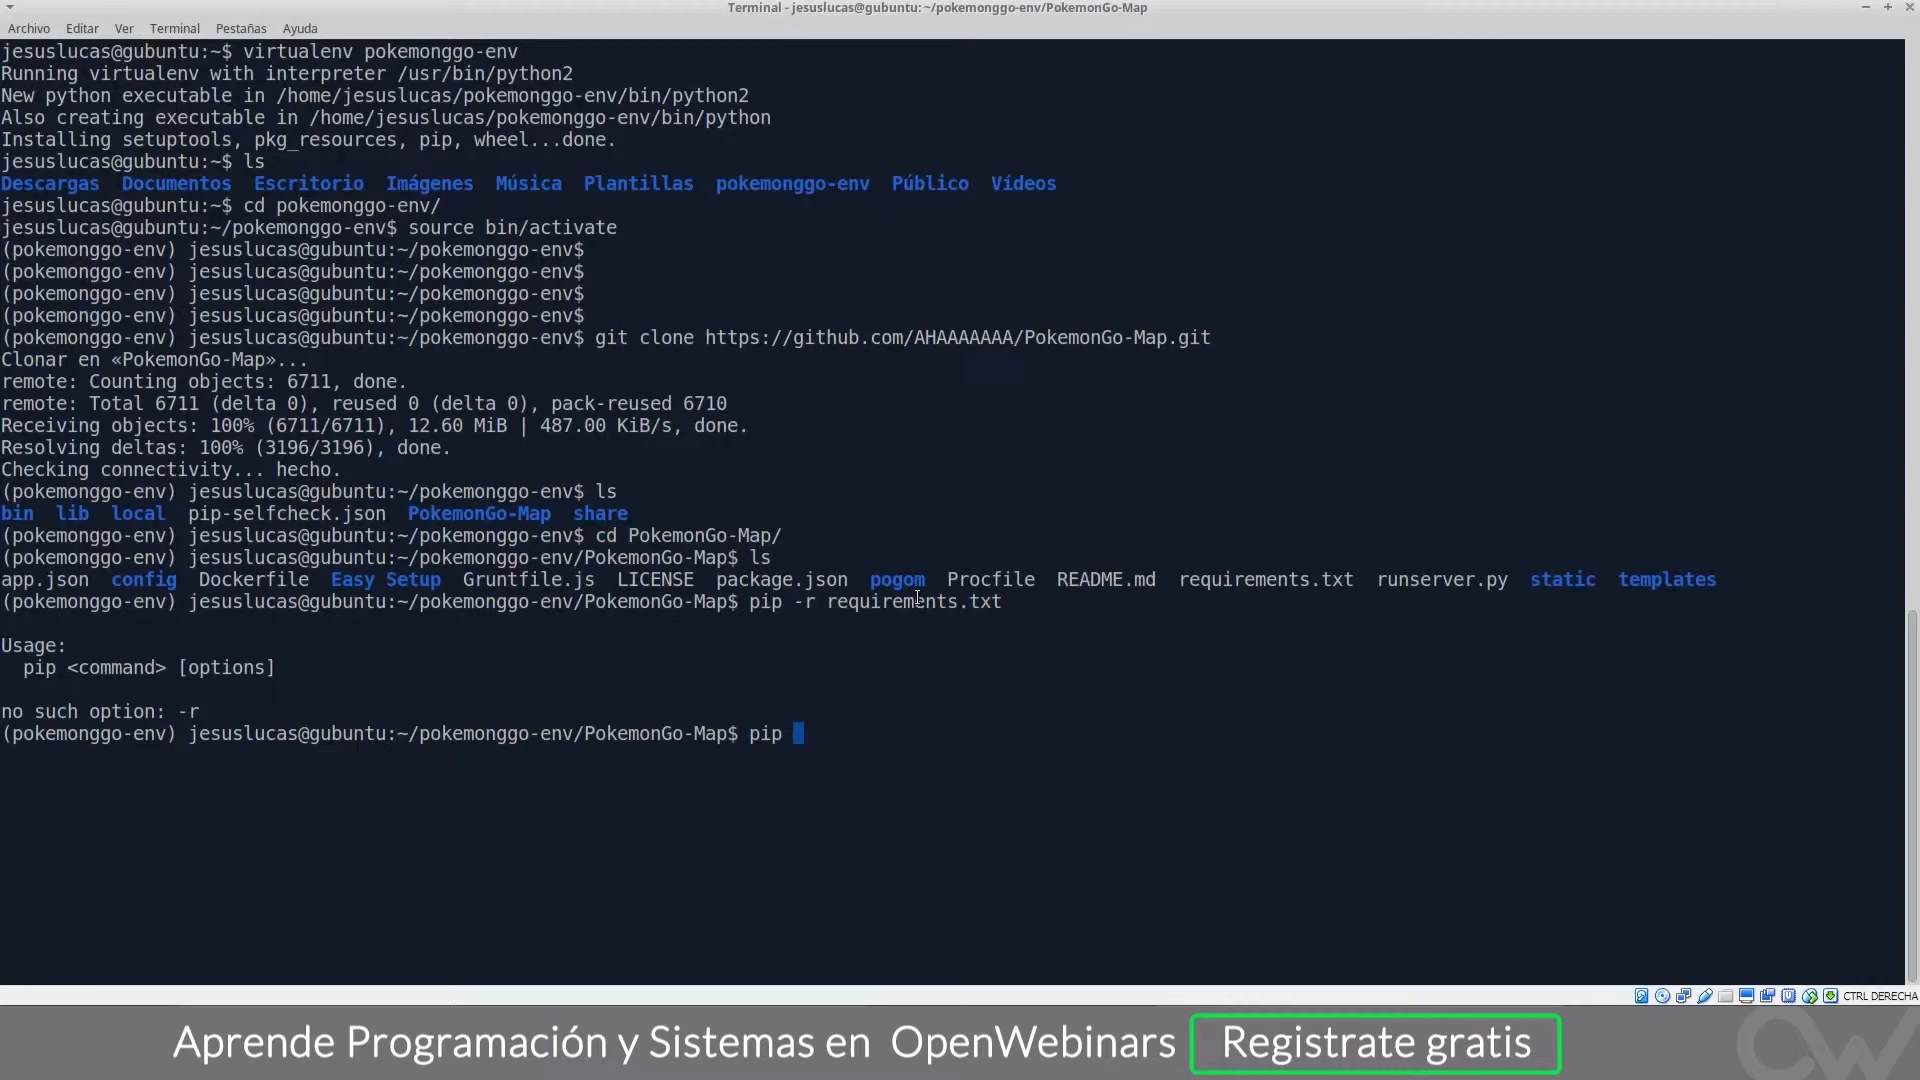 Terminal - jesuslucas@gubuntu: ~/pokemonggo-env/PokemonGo-Map
Archivo Editar Ver Terminal Pestañas Ayuda
jesuslucas@gubuntu:~$ virtualenv pokemonggo-env
Running virtualenv with interpreter /usr/bin/python2
New python executable in /home/jesuslucas/pokemonggo-env/bin/python2
Also creating executable in /home/jesuslucas/pokemonggo-env/bin/python
Installing setuptools, pkg_resources, pip, wheel...done.
jesuslucas@gubuntu:~$ ls
Descargas Documentos Escritorio Imágenes Música Plantillas pokemonggo-env Público Vídeos
jesuslucas@gubuntu:~$ cd pokemonggo-env/
jesuslucas@gubuntu:~/pokemonggo-env$ source bin/activate
(pokemonggo-env) jesuslucas@gubuntu:~/pokemonggo-env$
(pokemonggo-env) jesuslucas@gubuntu:~/pokemonggo-env$
(pokemonggo-env) jesuslucas@gubuntu:~/pokemonggo-env$
(pokemonggo-env) jesuslucas@gubuntu:~/pokemonggo-env$
(pokemonggo-env) jesuslucas@gubuntu:~/pokemonggo-env$ git clone https://github.com/AHAAAAAAA/PokemonGo-Map.git
Clonar en «PokemonGo-Map»...
remote: Counting objects: 6711, done.
remote: Total 6711 (delta 0), reused 0 (delta 0), pack-reused 6710
Receiving objects: 100% (6711/6711), 12.60 MiB | 487.00 KiB/s, done.
Resolving deltas: 100% (3196/3196), done.
Checking connectivity... hecho.
(pokemonggo-env) jesuslucas@gubuntu:~/pokemonggo-env$ ls
bin lib local pip-selfcheck.json PokemonGo-Map share
(pokemonggo-env) jesuslucas@gubuntu:~/pokemonggo-env$ cd PokemonGo-Map/
(pokemonggo-env) jesuslucas@gubuntu:~/pokemonggo-env/PokemonGo-Map$ ls
app.json config Dockerfile Easy Setup Gruntfile.js LICENSE package.json pogom Procfile README.md requirements.txt runserver.py static templates
(pokemonggo-env) jesuslucas@gubuntu:~/pokemonggo-env/PokemonGo-Map$ pip -r requirements.txt
Usage:
pip <command> [options]
no such option: -r
(pokemonggo-env) jesuslucas@gubuntu:~/pokemonggo-env/PokemonGo-Map$ pip
CTRL DERECHA
Aprende Programación y Sistemas en OpenWebinars Registrate gratis